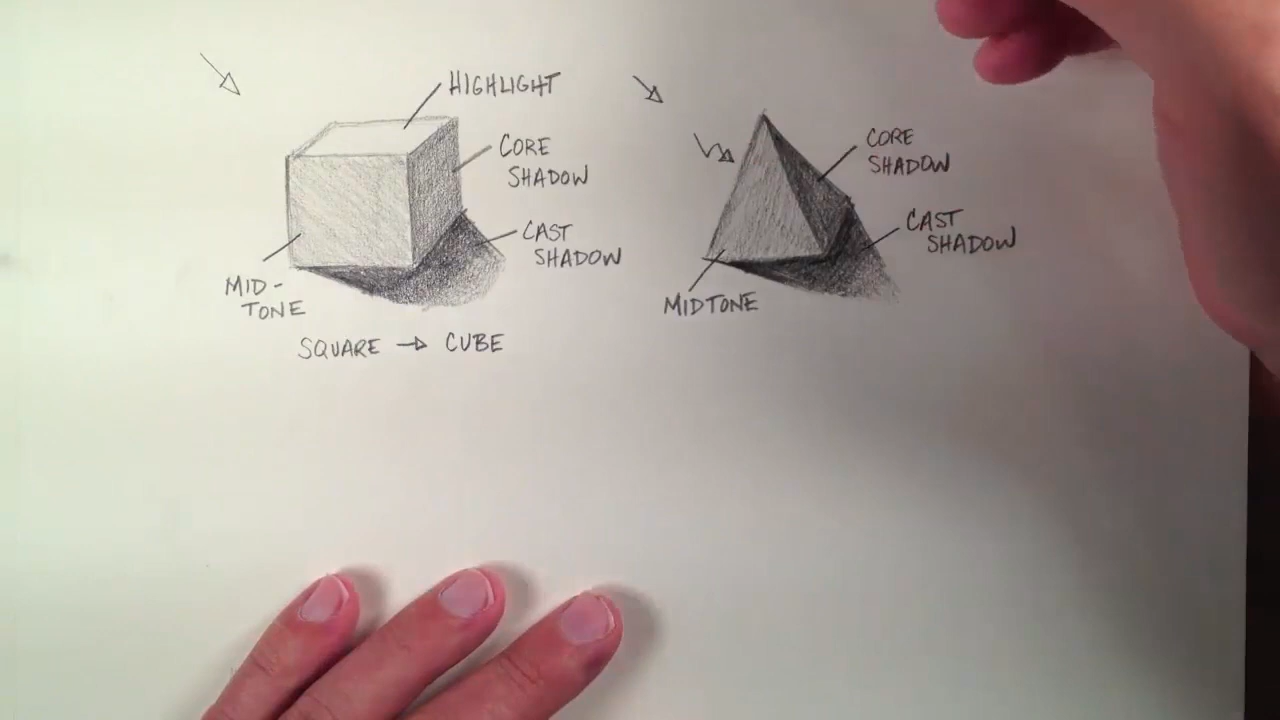 HIGHLIGHT
CORE
SHADOW
CAST
SHADOW
MID-
TONE
SQUARE → CUBE
CORE
SHADOW
CAST
SHADOW
MIDTONE